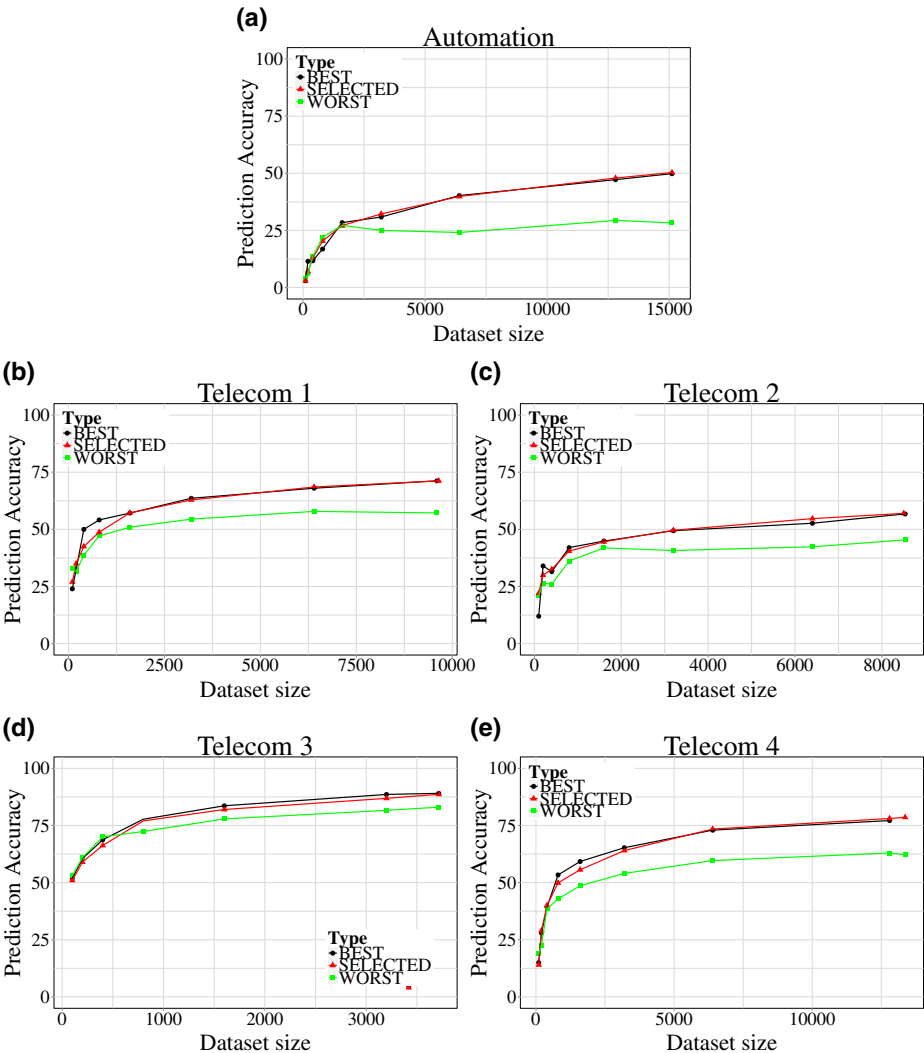 (a)
Automation
Type
BEST
SELECTED
WORST
Prediction Accuracy
100
75
50
25
0
0 5000 10000 15000
Dataset size
(b)
Telecom 1
Type
BEST
SELECTED
WORST
Prediction Accuracy
100
75
50
25
0
0 2500 5000 7500 10000
Dataset size
(c)
Telecom 2
Type
BEST
SELECTED
WORST
Prediction Accuracy
100
75
50
25
0
0 2000 4000 6000 8000
Dataset size
(d)
Telecom 3
Prediction Accuracy
100
75
50
25
0
Type
BEST
SELECTED
WORST
0 1000 2000 3000
Dataset size
(e)
Telecom 4
Type
BEST
SELECTED
WORST
Prediction Accuracy
100
75
50
25
0
0 5000 10000
Dataset size